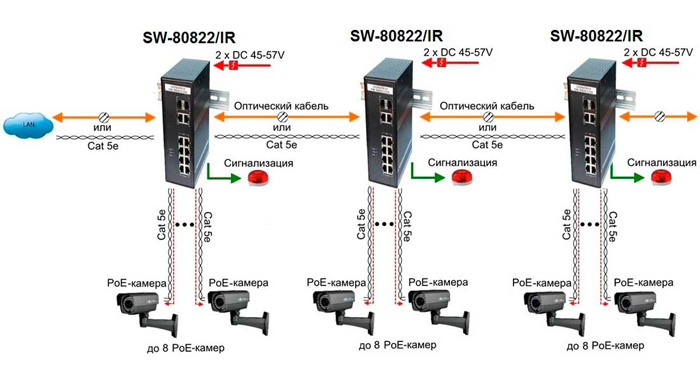 SW-80822/IR
SW-80822/IR
SW-80822/IR
2 x DC 45-57V
2 x DC 45-57V
2 x DC 45-57V
LAN
или
Cat 5e
Оптический кабель
или
Cat 5e
Оптический кабель
или
Cat 5e
или
Cat 5e
Сигнализация
Сигнализация
Сигнализация
Cat 5e
Cat 5e
Cat 5e
Cat 5e
Cat 5e
Cat 5e
PoE-камера
PoE-камера
PoE-камера
PoE-камера
PoE-камера
PoE-камера
до 8 PoE-камер
до 8 PoE-камер
до 8 PoE-камер